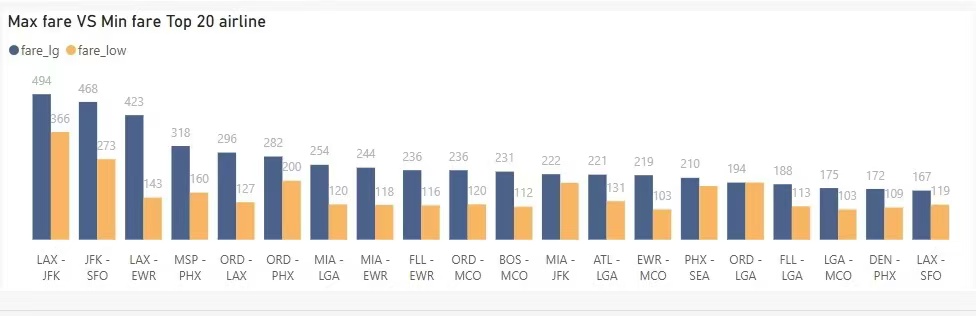 Max fare VS Min fare Top 20 airline
fare_lg fare_low
494
366
468
273
423
143
318
160
296
127
282
200
254
120
244
118
236
116
236
120
231
112
222
221
131
219
103
210
194
188
113
175
103
172
109
167
119
LAX -
JFK
JFK -
SFO
LAX -
EWR
MSP -
PHX
ORD -
LAX
ORD -
PHX
MIA -
LGA
MIA -
EWR
FLL -
EWR
ORD -
MCO
BOS -
MCO
MIA -
JFK
ATL -
LGA
EWR -
MCO
PHX -
SEA
ORD -
LGA
FLL -
LGA
LGA -
MCO
DEN -
PHX
LAX -
SFO